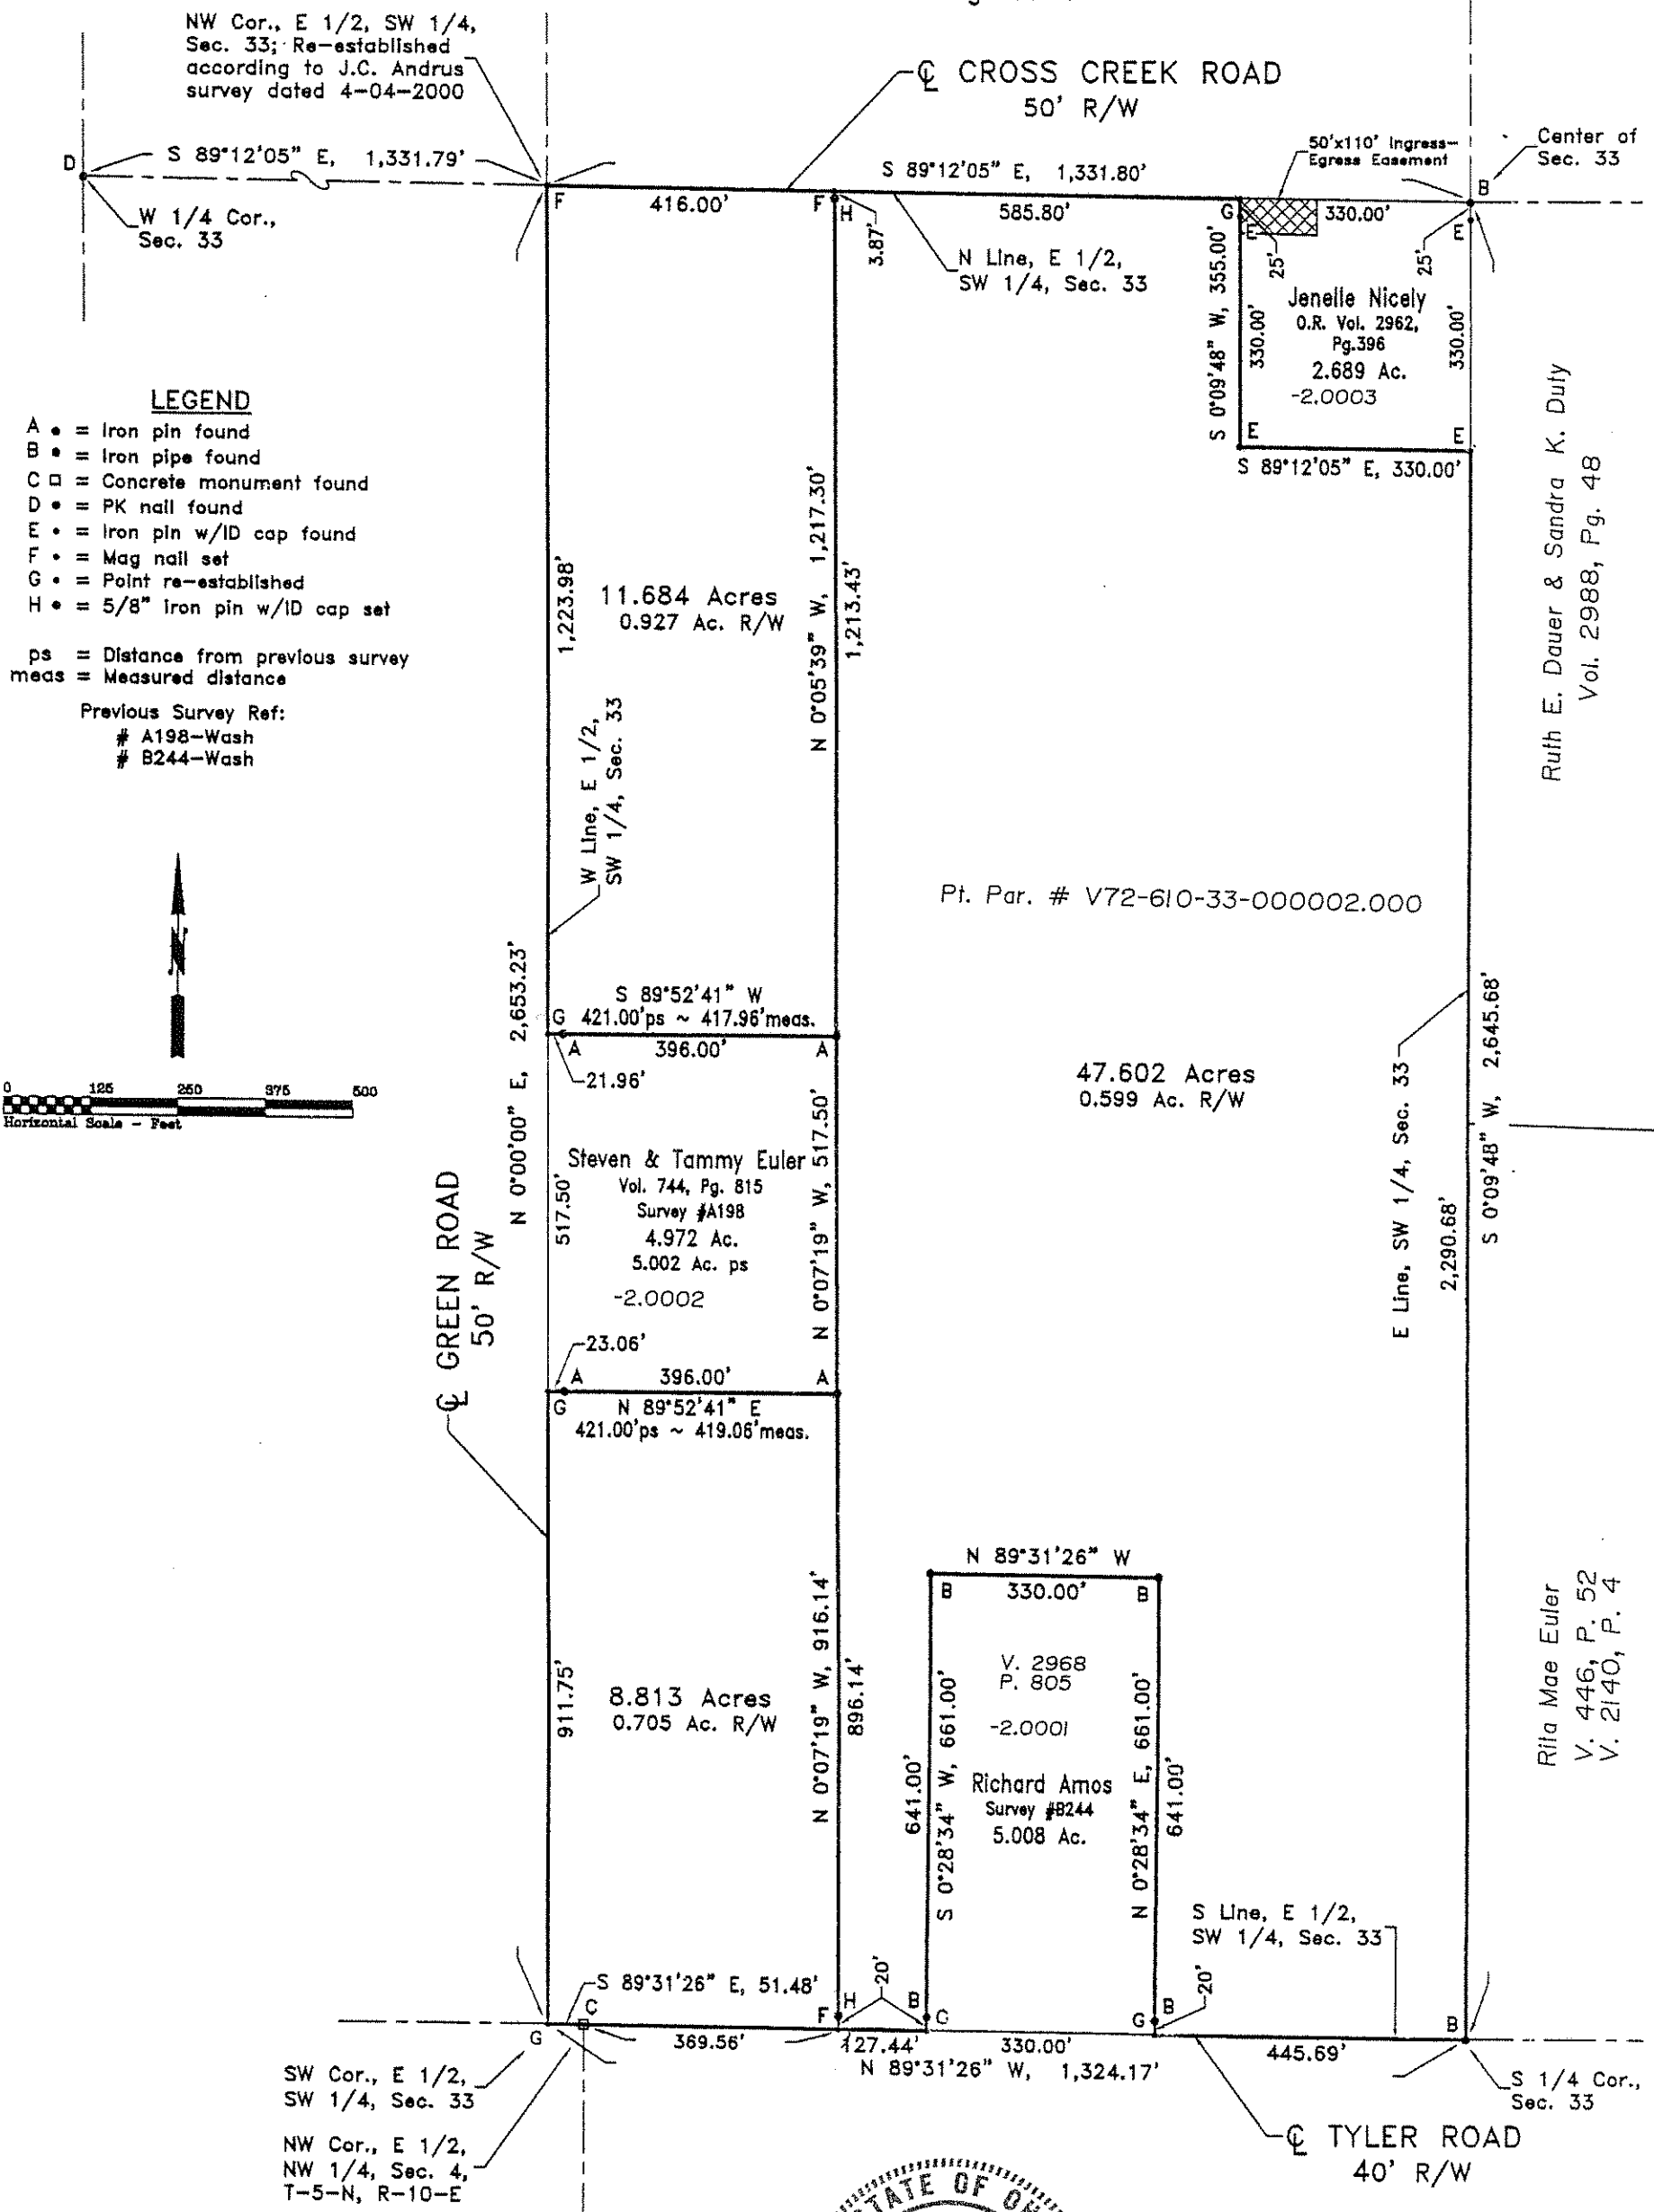 NW Cor., E 1/2, SW 1/4,
Sec. 33; Re-established
according to J.C. Andrus
survey dated 4-04-2000
℄ CROSS CREEK ROAD
50' R/W
50'x110' Ingress-
Egress Easement
Center of
Sec. 33
D
S 89°12'05" E, 1,331.79'
S 89°12'05" E, 1,331.80'
B
W 1/4 Cor.,
Sec. 33
F
416.00'
F
H
585.80'
G
330.00'
E
E
3.87'
25'
25'
N Line, E 1/2,
SW 1/4, Sec. 33
S 0°09'48" W, 355.00'
330.00'
Jenelle Nicely
O.R. Vol. 2962,
Pg.396
2.689 Ac.
-2.0003
330.00'
E
E
S 89°12'05" E, 330.00'
Ruth E. Dauer & Sandra K. Duty
Vol. 2988, Pg. 48
LEGEND
A • = Iron pin found
B • = Iron pipe found
C □ = Concrete monument found
D • = PK nail found
E • = Iron pin w/ID cap found
F • = Mag nail set
G • = Point re-established
H • = 5/8" iron pin w/ID cap set
ps = Distance from previous survey
meas = Measured distance
Previous Survey Ref:
# A198-Wash
# B244-Wash
1,223.98'
11.684 Acres
0.927 Ac. R/W
N 0°05'39" W, 1,217.30'
1,213.43'
W Line, E 1/2,
SW 1/4, Sec. 33
Pt. Par. # V72-610-33-000002.000
N
0 125 250 375 500
Horizontal Scale - Feet
N 0°00'00" E, 2,653.23'
S 89°52'41" W
G 421.00'ps ~ 417.96'meas.
A
396.00'
A
21.96'
47.602 Acres
0.599 Ac. R/W
E Line, SW 1/4, Sec. 33
2,290.68'
S 0°09'48" W, 2,645.68'
℄ GREEN ROAD
50' R/W
517.50'
Steven & Tammy Euler
Vol. 744, Pg. 815
Survey #A198
4.972 Ac.
5.002 Ac. ps
-2.0002
N 0°07'19" W, 517.50'
23.06'
A
396.00'
A
G
N 89°52'41" E
421.00'ps ~ 419.06'meas.
911.75'
8.813 Acres
0.705 Ac. R/W
N 0°07'19" W, 916.14'
896.14'
N 89°31'26" W
B
330.00'
B
V. 2968
P. 805
-2.0001
Richard Amos
Survey #B244
5.008 Ac.
641.00'
S 0°28'34" W, 661.00'
N 0°28'34" E, 661.00'
641.00'
Rita Mae Euler
V. 446, P. 52
V. 2140, P. 4
S Line, E 1/2,
SW 1/4, Sec. 33
S 89°31'26" E, 51.48'
C
H
20'
B
B
20'
G
F
G
G
B
369.56'
127.44'
330.00'
445.69'
N 89°31'26" W, 1,324.17'
SW Cor., E 1/2,
SW 1/4, Sec. 33
S 1/4 Cor.,
Sec. 33
NW Cor., E 1/2,
NW 1/4, Sec. 4,
T-5-N, R-10-E
℄ TYLER ROAD
40' R/W
STATE OF